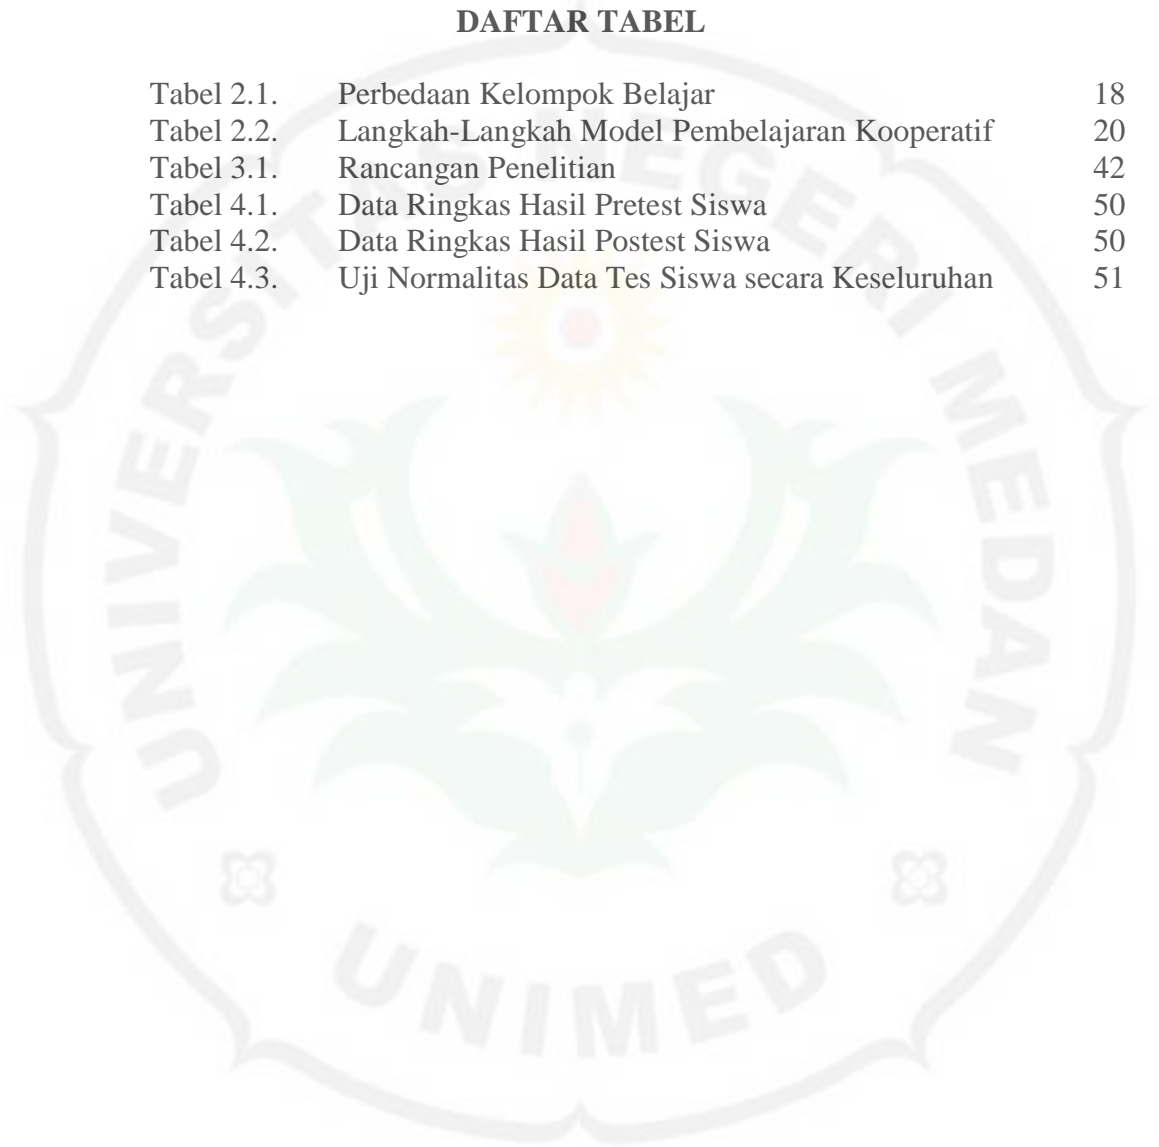 DAFTAR TABEL
Tabel 2.1. Perbedaan Kelompok Belajar 18
Tabel 2.2. Langkah-Langkah Model Pembelajaran Kooperatif 20
Tabel 3.1. Rancangan Penelitian 42
Tabel 4.1. Data Ringkas Hasil Pretest Siswa 50
Tabel 4.2. Data Ringkas Hasil Postest Siswa 50
Tabel 4.3. Uji Normalitas Data Tes Siswa secara Keseluruhan 51
UNIVERSITAS NEGERI MEDAN
UNIMED